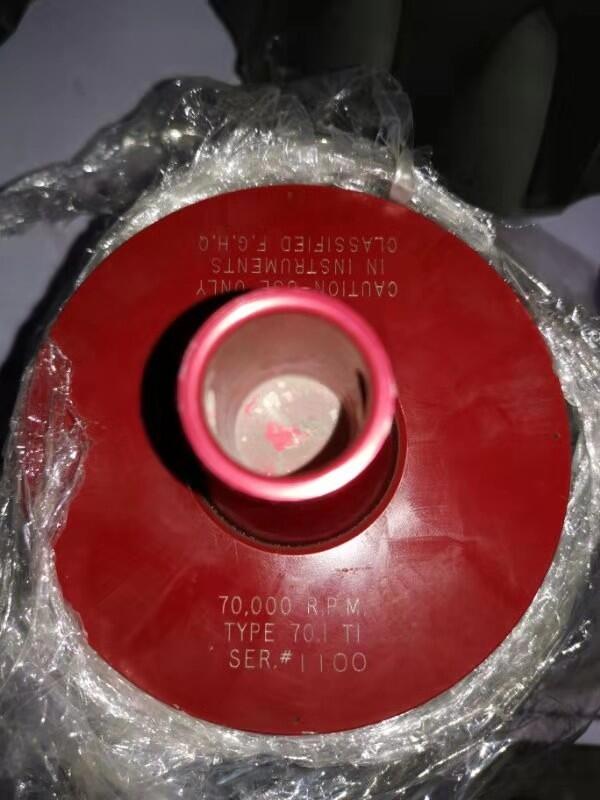 CAUTION-USE ONLY
IN INSTRUMENTS
CLASSIFIED F,G,H,Q
70,000 R.P.M.
TYPE 70.1 TI
SER.# 1100